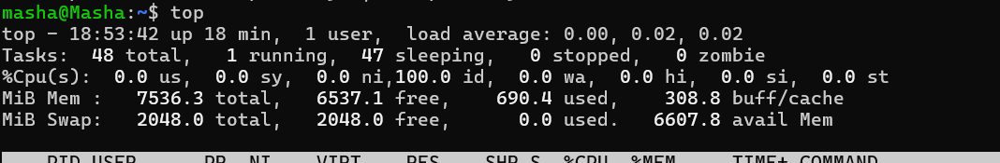 masha@Masha:~$ top
top - 18:53:42 up 18 min,  1 user,  load average: 0.00, 0.02, 0.02
Tasks:  48 total,   1 running,  47 sleeping,   0 stopped,   0 zombie
%Cpu(s):  0.0 us,  0.0 sy,  0.0 ni,100.0 id,  0.0 wa,  0.0 hi,  0.0 si,  0.0 st
MiB Mem :   7536.3 total,   6537.1 free,    690.4 used,    308.8 buff/cache
MiB Swap:   2048.0 total,   2048.0 free,      0.0 used.   6607.8 avail Mem
PID USER      PR  NI    VIRT    RES    SHR S  %CPU  %MEM     TIME+ COMMAND